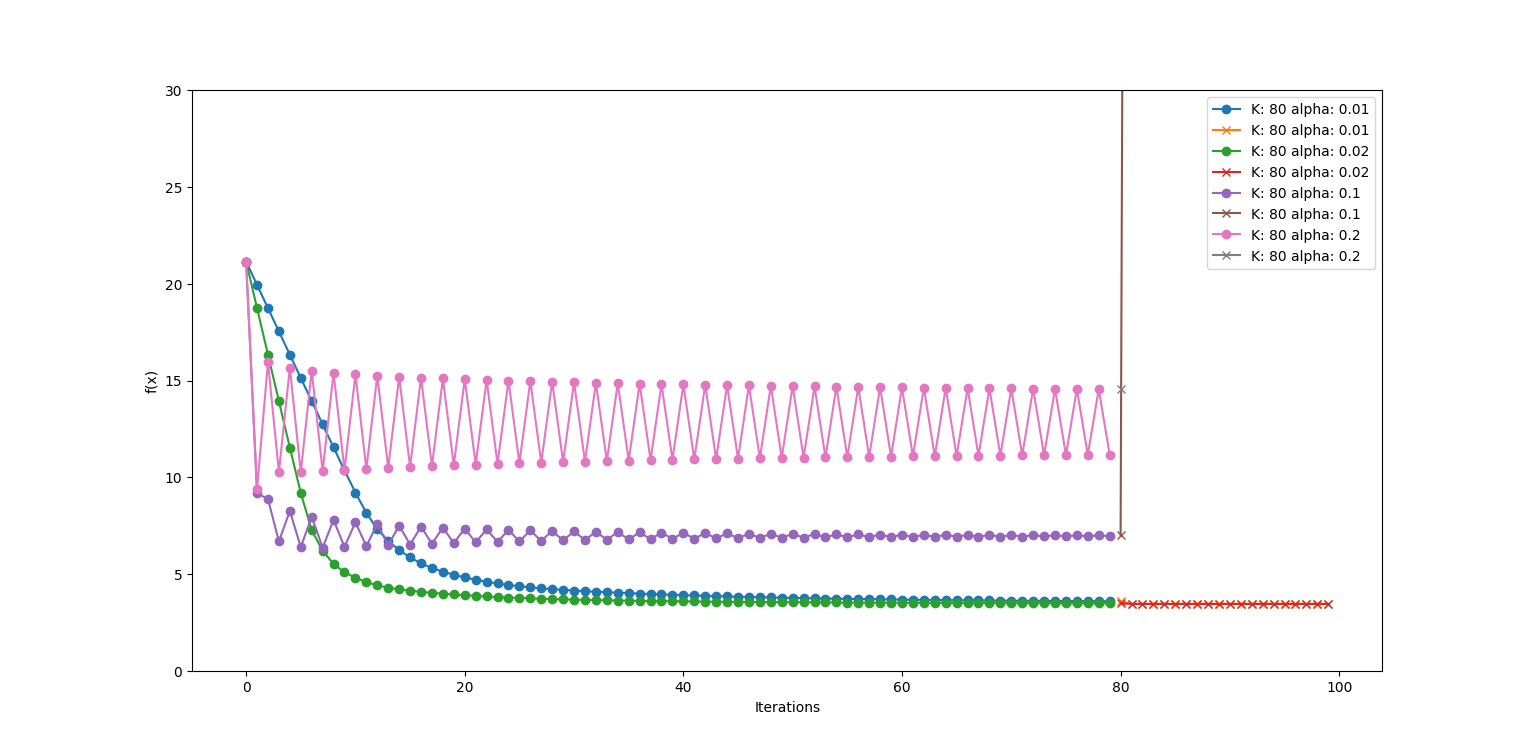 30
25
20
15
10
5
0
f(x)
0 20 40 60 80 100
Iterations
K: 80 alpha: 0.01
K: 80 alpha: 0.01
K: 80 alpha: 0.02
K: 80 alpha: 0.02
K: 80 alpha: 0.1
K: 80 alpha: 0.1
K: 80 alpha: 0.2
K: 80 alpha: 0.2